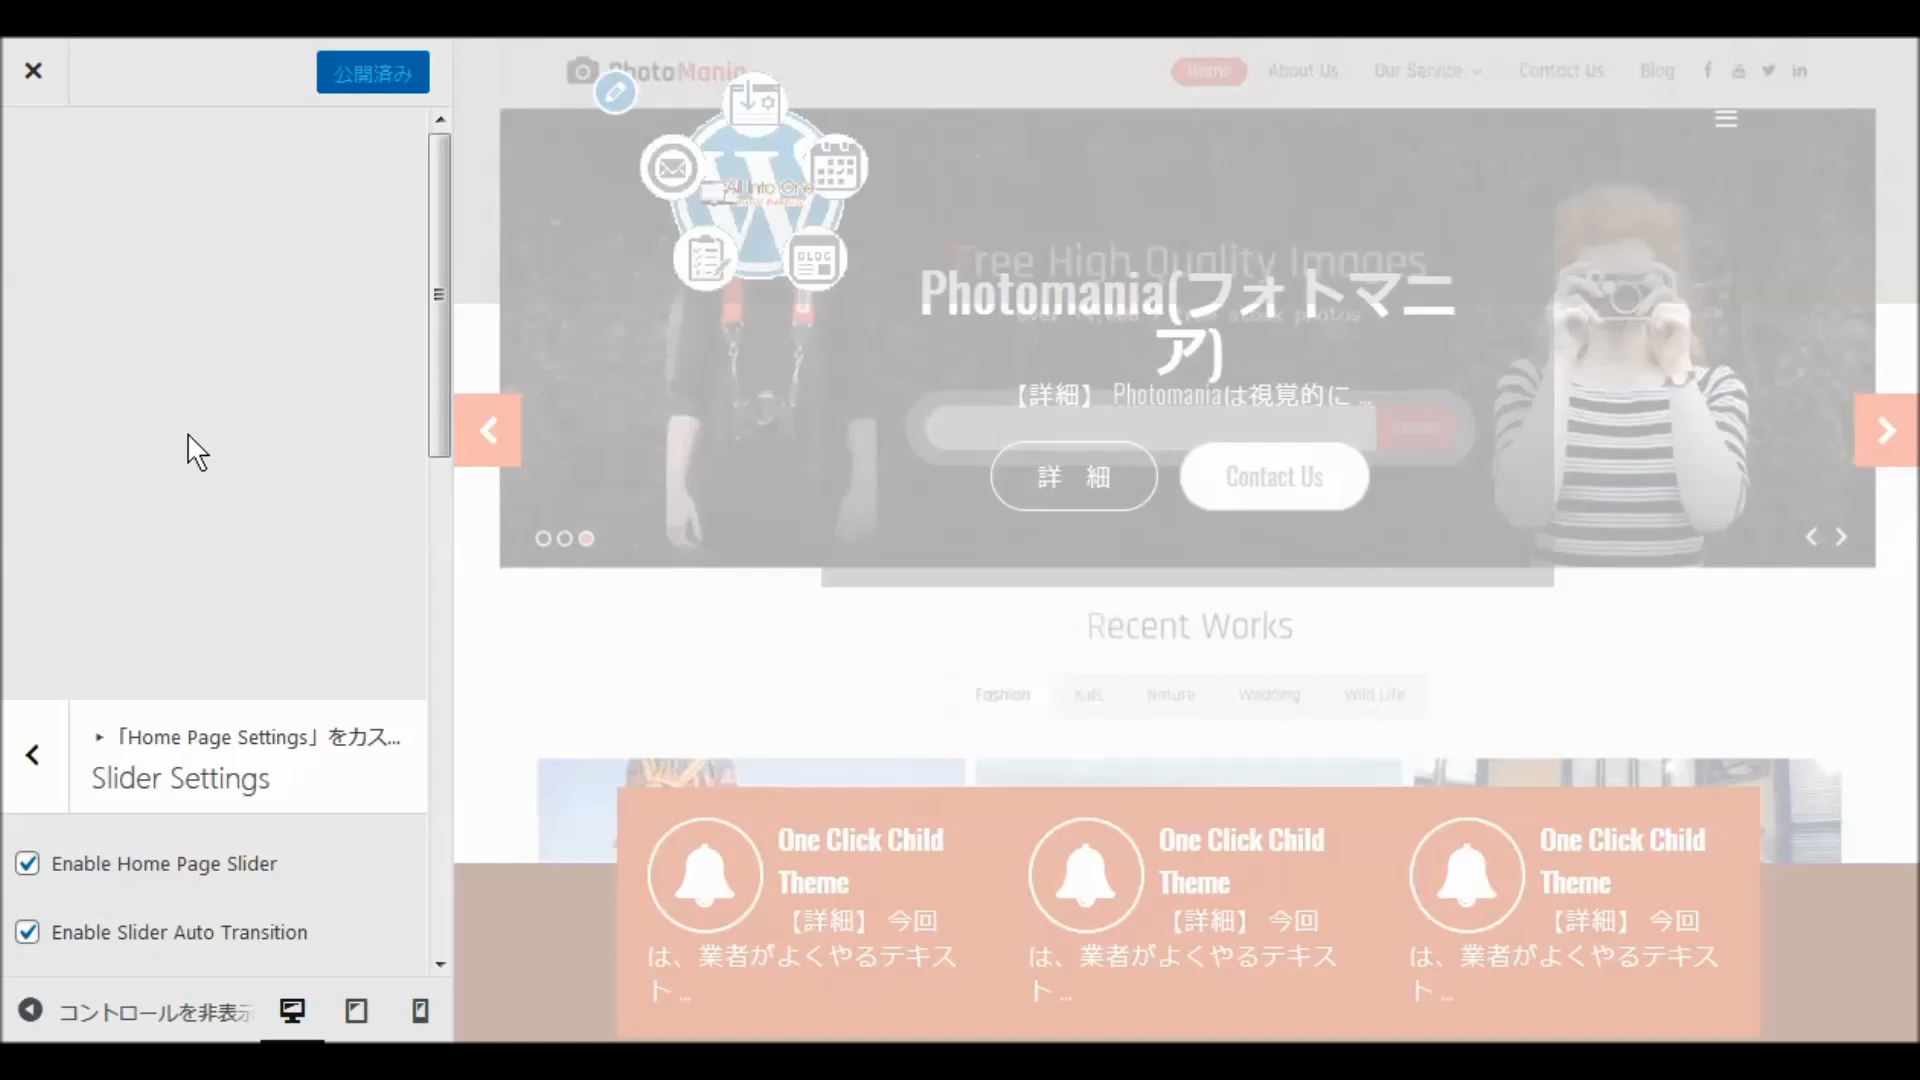 公開済み
PhotoMania
Home
About Us
Our Service
Contact Us
Blog
All Into One
BLOG
Free High Quality Images
Photomania(フォトマニ
ア)
【詳細】 Photomaniaは視覚的に ...
詳 細
Contact Us
Recent Works
Fashion
Kids
Nature
Wedding
Wild Life
▸「Home Page Settings」をカス...
Slider Settings
Enable Home Page Slider
Enable Slider Auto Transition
コントロールを非表示
One Click Child
Theme
【詳細】 今回
は、業者がよくやるテキス
ト ...
One Click Child
Theme
【詳細】 今回
は、業者がよくやるテキス
ト ...
One Click Child
Theme
【詳細】 今回
は、業者がよくやるテキス
ト ...